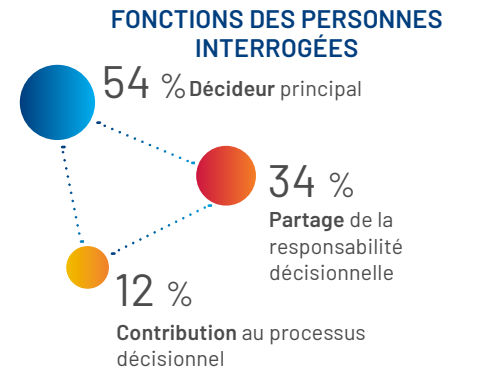 FONCTIONS DES PERSONNES
INTERROGÉES
54 % Décideur principal
34 %
Partage de la
responsabilité
décisionnelle
12 %
Contribution au processus
décisionnel